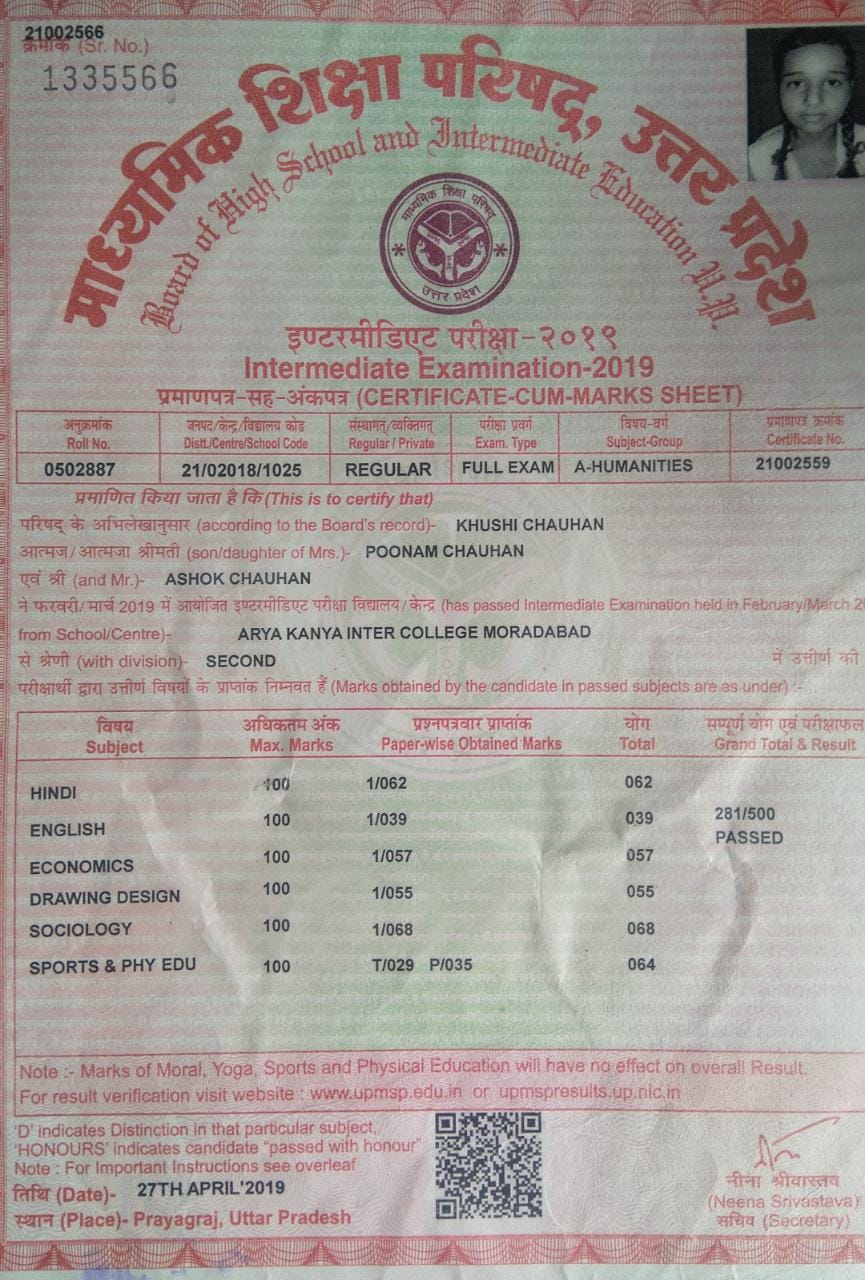 21002566
क्रमांक (Sr. No.)
1335566
माध्यमिक शिक्षा परिषद्, उत्तर प्रदेश
Board of High School and Intermediate Education U.P.
माध्यमिक शिक्षा परिषद्
उत्तर प्रदेश
इण्टरमीडिएट परीक्षा-२०१९
Intermediate Examination-2019
प्रमाणपत्र-सह-अंकपत्र (CERTIFICATE-CUM-MARKS SHEET)
अनुक्रमांक जनपद/केन्द्र/विद्यालय कोड संस्थागत्/व्यक्तिगत् परीक्षा प्रवर्ग विषय-वर्ग प्रमाणपत्र क्रमांक
Roll No. Distt./Centre/School Code Regular / Private Exam. Type Subject-Group Certificate No.
0502887 21/02018/1025 REGULAR FULL EXAM A-HUMANITIES 21002559
प्रमाणित किया जाता है कि (This is to certify that)
परिषद् के अभिलेखानुसार (according to the Board's record)- KHUSHI CHAUHAN
आत्मज/आत्मजा श्रीमती (son/daughter of Mrs.)- POONAM CHAUHAN
एवं श्री (and Mr.)- ASHOK CHAUHAN
ने फरवरी/मार्च 2019 में आयोजित इण्टरमीडिएट परीक्षा विद्यालय/केन्द्र (has passed Intermediate Examination held in February/March 2
from School/Centre)- ARYA KANYA INTER COLLEGE MORADABAD
से श्रेणी (with division)- SECOND में उत्तीर्ण की
परीक्षार्थी द्वारा उत्तीर्ण विषयों के प्राप्तांक निम्नवत हैं (Marks obtained by the candidate in passed subjects are as under) :-
विषय अधिकतम अंक प्रश्नपत्रवार प्राप्तांक योग सम्पूर्ण योग एवं परीक्षाफल
Subject Max. Marks Paper-wise Obtained Marks Total Grand Total & Result
HINDI 100 1/062 062
ENGLISH 100 1/039 039 281/500
PASSED
ECONOMICS 100 1/057 057
DRAWING DESIGN 100 1/055 055
SOCIOLOGY 100 1/068 068
SPORTS & PHY EDU 100 T/029 P/035 064
Note :- Marks of Moral, Yoga, Sports and Physical Education will have no effect on overall Result.
For result verification visit website : www.upmsp.edu.in or upmspresults.up.nic.in
'D' indicates Distinction in that particular subject,
'HONOURS' indicates candidate "passed with honour"
Note : For Important Instructions see overleaf
तिथि (Date)- 27TH APRIL'2019
स्थान (Place)- Prayagraj, Uttar Pradesh
नीना श्रीवास्तव
(Neena Srivastava)
सचिव (Secretary)